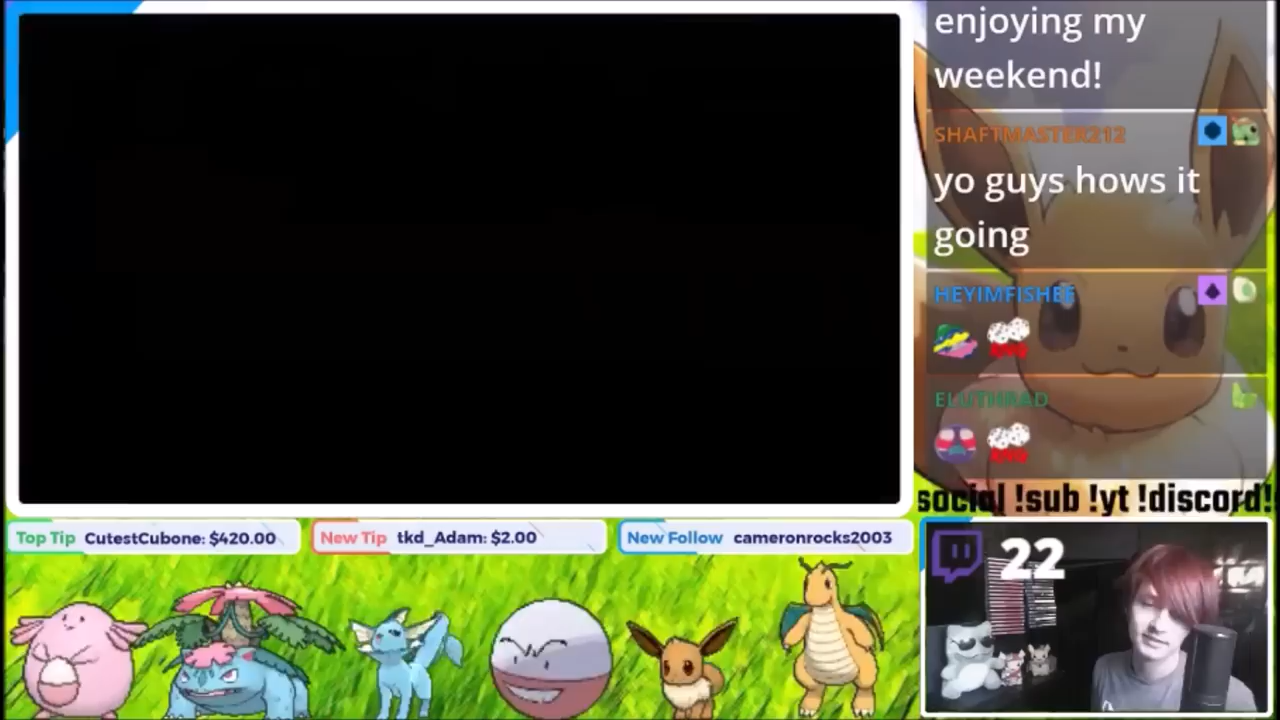 enjoying my
weekend!
SHAFTMASTER212
yo guys hows it
going
HEYIMFISHEE
ELUTHRAD
social !sub !yt !discord!
Top Tip CutestCubone: $420.00
New Tip tkd_Adam: $2.00
New Follow cameronrocks2003
22